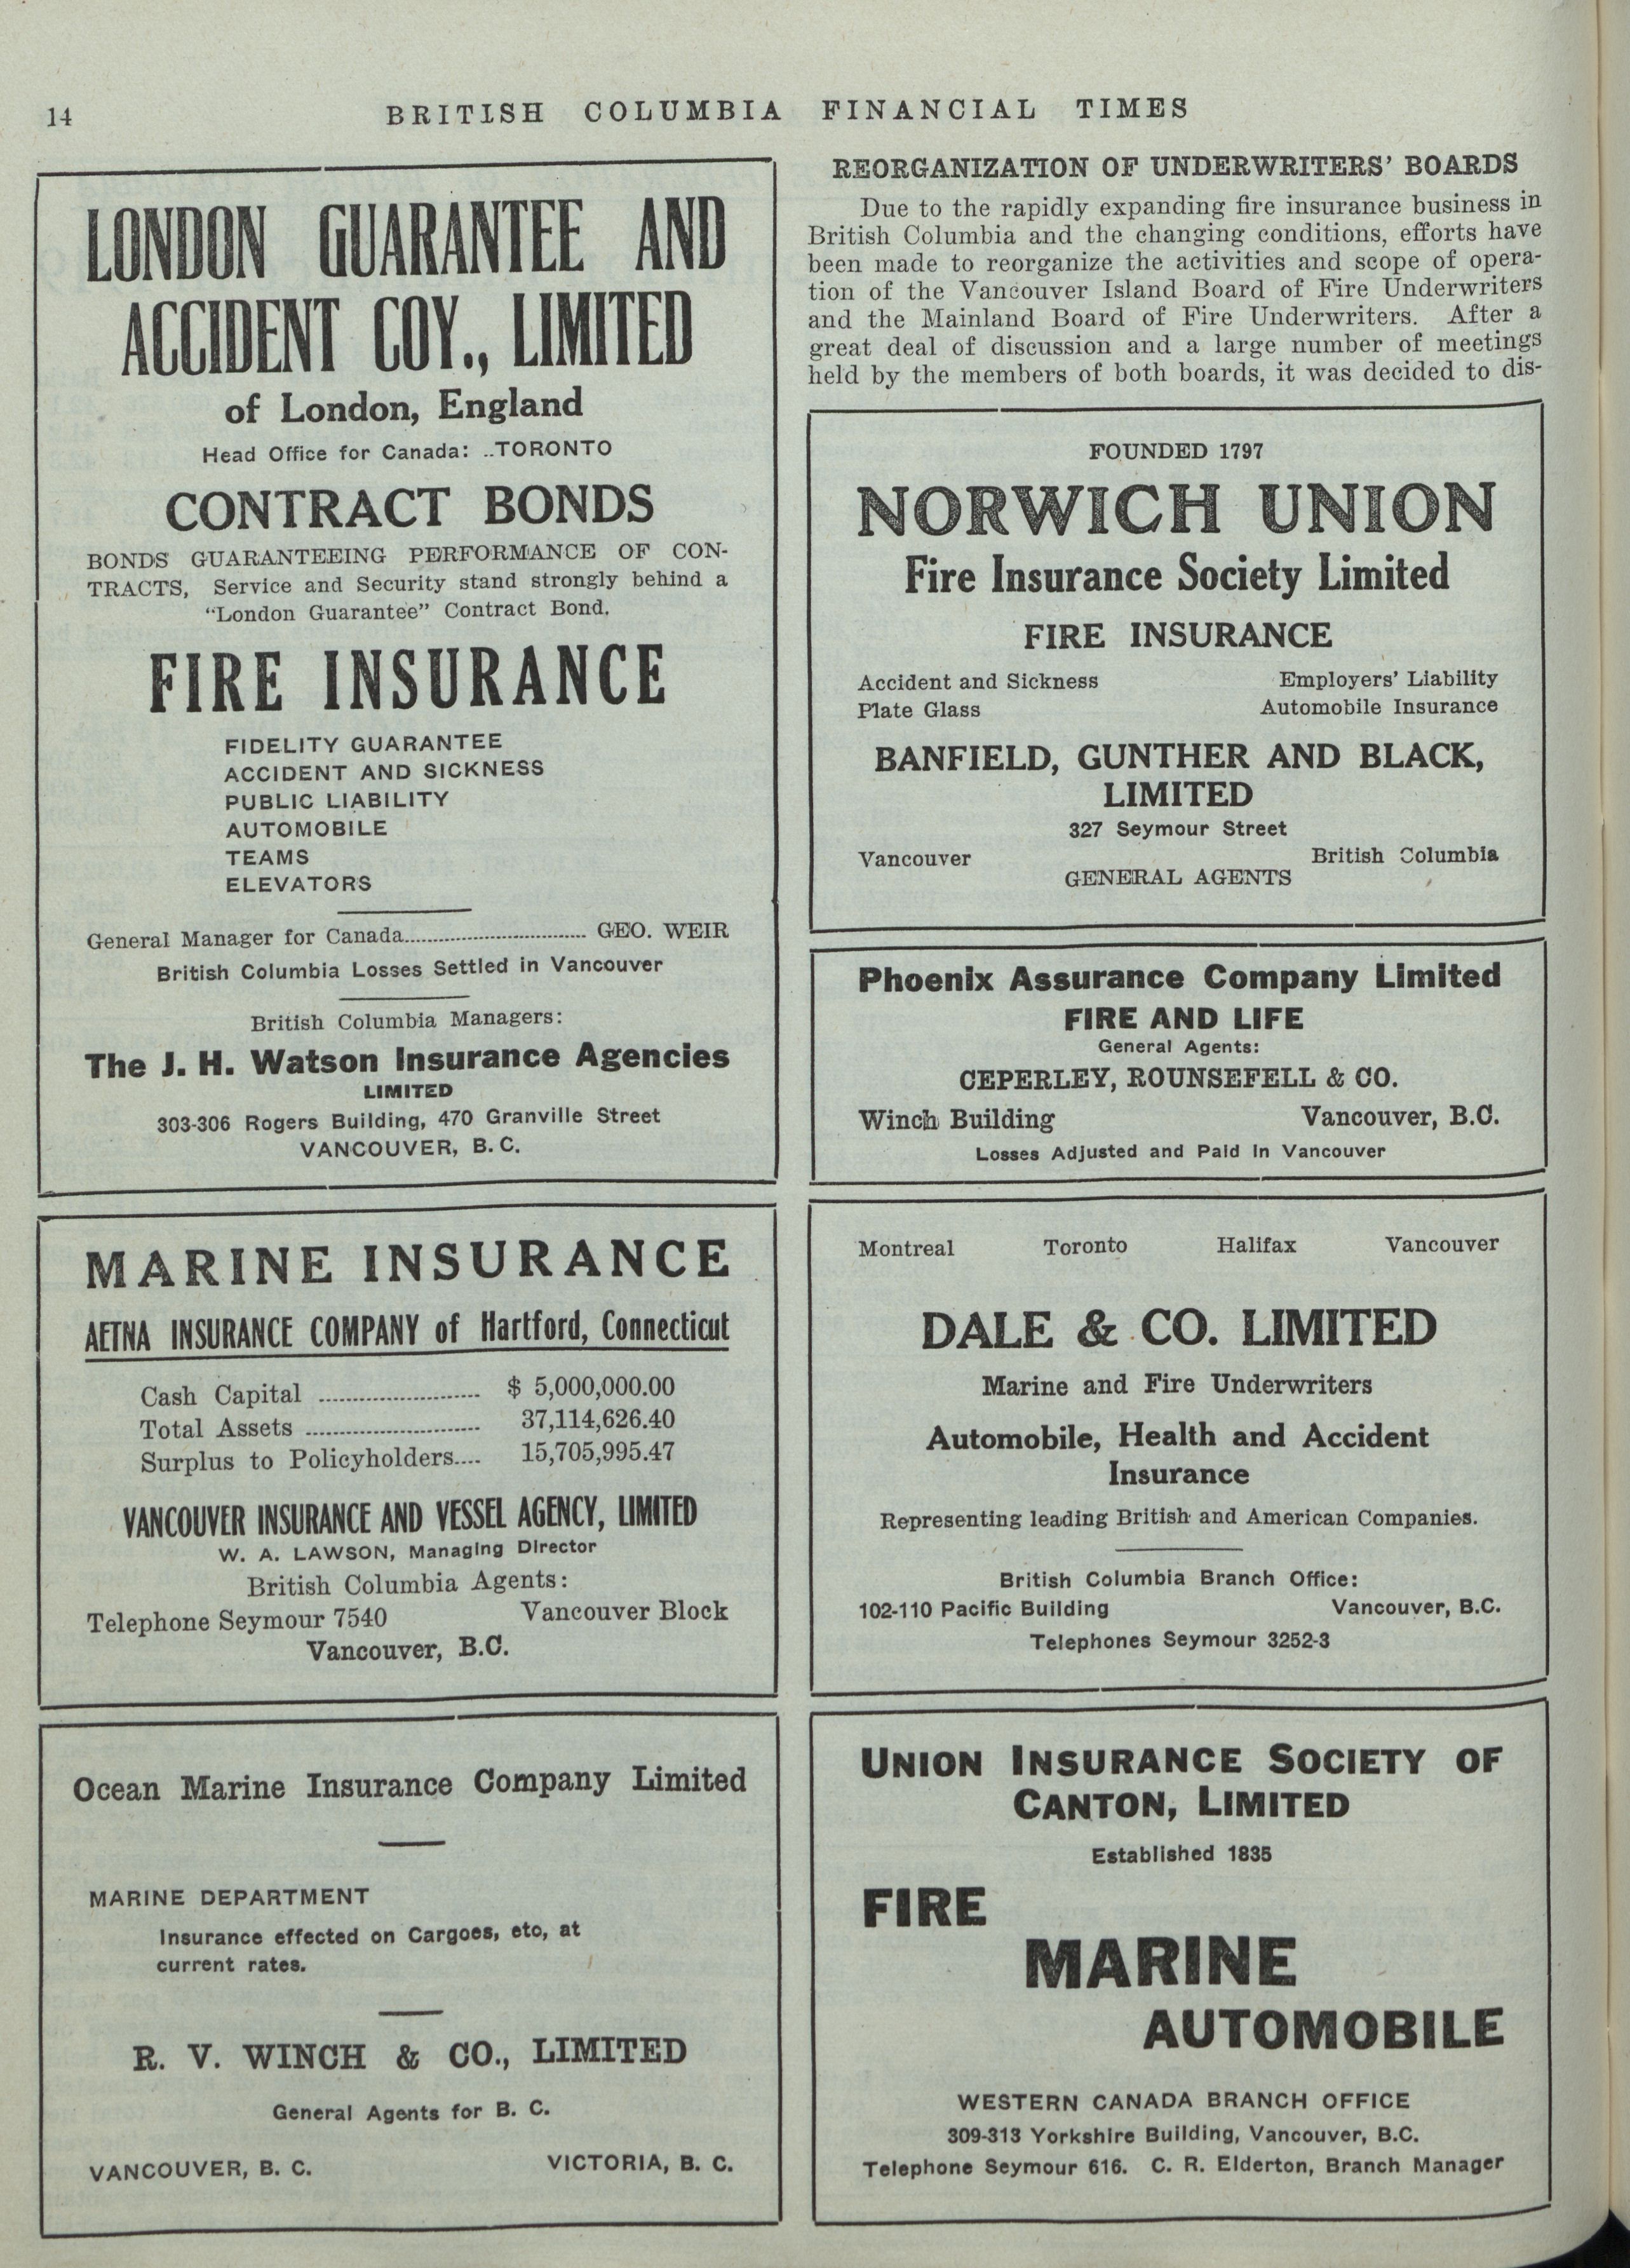 14
BRITISH COLUMBIA FINANCIAL TIMES
LONDON GUARANTEE AND
ACCIDENT COY., LIMITED
of London, England
Head Office for Canada: ..TORONTO
CONTRACT BONDS
BONDS GUARANTEEING PERFORMANCE OF CON-
TRACTS, Service and Security stand strongly behind a
"London Guarantee" Contract Bond.
FIRE INSURANCE
FIDELITY GUARANTEE
ACCIDENT AND SICKNESS
PUBLIC LIABILITY
AUTOMOBILE
TEAMS
ELEVATORS
General Manager for Canada................................ GEO. WEIR
British Columbia Losses Settled in Vancouver
British Columbia Managers:
The J. H. Watson Insurance Agencies
LIMITED
303-306 Rogers Building, 470 Granville Street
VANCOUVER, B. C.
MARINE INSURANCE
AETNA INSURANCE COMPANY of Hartford, Connecticut
Cash Capital ........................ $ 5,000,000.00
Total Assets .......................... 37,114,626.40
Surplus to Policyholders.... 15,705,995.47
VANCOUVER INSURANCE AND VESSEL AGENCY, LIMITED
W. A. LAWSON, Managing Director
British Columbia Agents:
Telephone Seymour 7540 Vancouver Block
Vancouver, B.C.
Ocean Marine Insurance Company Limited
MARINE DEPARTMENT
Insurance effected on Cargoes, etc, at
current rates.
R. V. WINCH & CO., LIMITED
General Agents for B. C.
VANCOUVER, B. C. VICTORIA, B. C.
REORGANIZATION OF UNDERWRITERS' BOARDS
Due to the rapidly expanding fire insurance business in
British Columbia and the changing conditions, efforts have
been made to reorganize the activities and scope of opera-
tion of the Vancouver Island Board of Fire Underwriters
and the Mainland Board of Fire Underwriters. After a
great deal of discussion and a large number of meetings
held by the members of both boards, it was decided to dis-
FOUNDED 1797
NORWICH UNION
Fire Insurance Society Limited
FIRE INSURANCE
Accident and Sickness Employers' Liability
Plate Glass Automobile Insurance
BANFIELD, GUNTHER AND BLACK,
LIMITED
327 Seymour Street
Vancouver British Columbia
GENERAL AGENTS
Phoenix Assurance Company Limited
FIRE AND LIFE
General Agents:
CEPERLEY, ROUNSEFELL & CO.
Winch Building Vancouver, B.C.
Losses Adjusted and Paid in Vancouver
Montreal Toronto Halifax Vancouver
DALE & CO. LIMITED
Marine and Fire Underwriters
Automobile, Health and Accident
Insurance
Representing leading British and American Companies.
British Columbia Branch Office:
102-110 Pacific Building Vancouver, B.C.
Telephones Seymour 3252-3
UNION INSURANCE SOCIETY OF
CANTON, LIMITED
Established 1835
FIRE
MARINE
AUTOMOBILE
WESTERN CANADA BRANCH OFFICE
309-313 Yorkshire Building, Vancouver, B.C.
Telephone Seymour 616. C. R. Elderton, Branch Manager